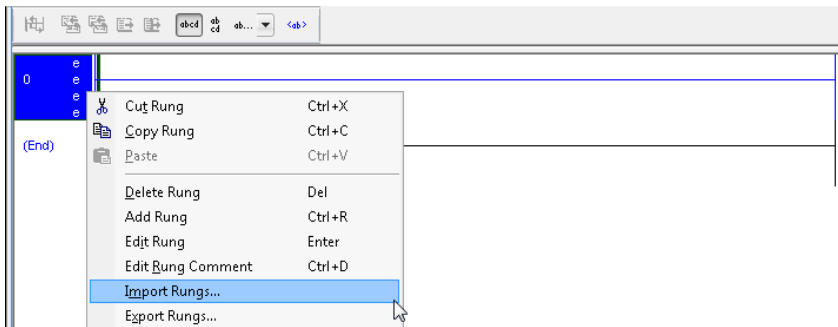 abcd ab cd ab... <ab>
0 e
e
e
e
Cut Rung Ctrl+X
Copy Rung Ctrl+C
(End)
Paste Ctrl+V
Delete Rung Del
Add Rung Ctrl+R
Edit Rung Enter
Edit Rung Comment Ctrl+D
Import Rungs...
Export Rungs...